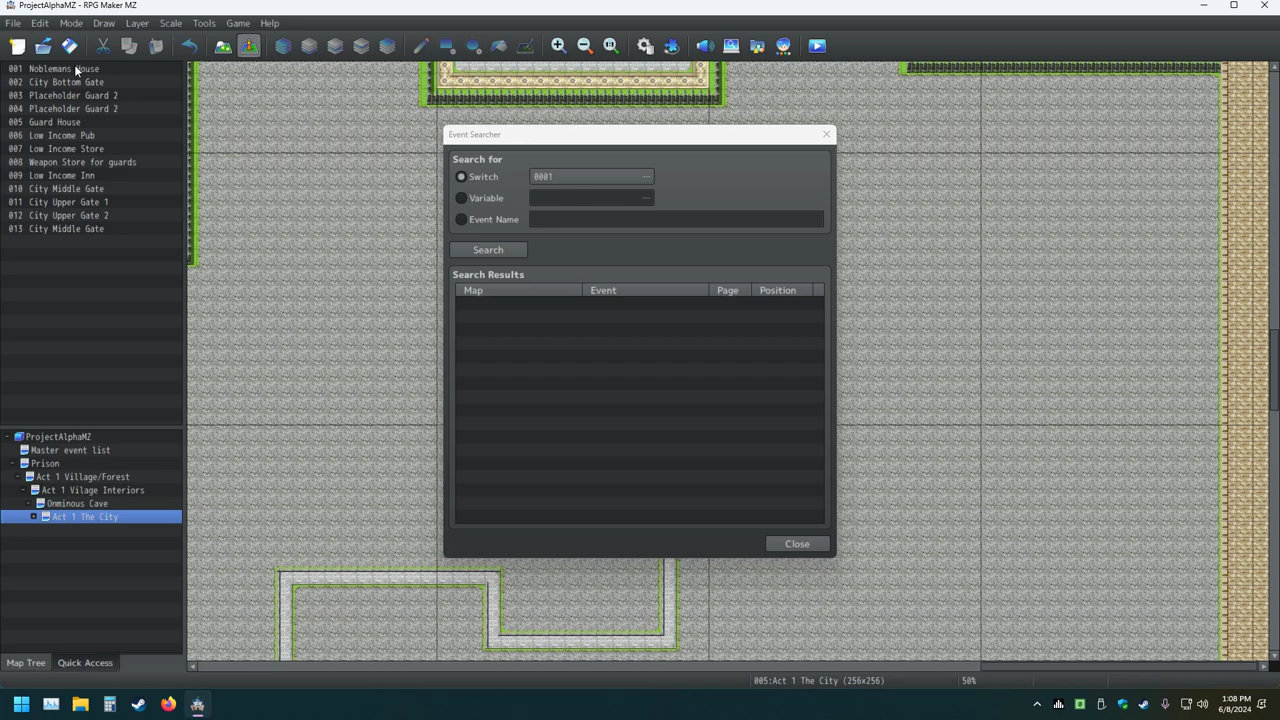 ProjectAlphaMZ - RPG Maker MZ
File Edit Mode Draw Layer Scale Tools Game Help
001 Noblemans House
002 City Bottom Gate
003 Placeholder Guard 2
004 Placeholder Guard 2
005 Guard House
006 Low Income Pub
007 Low Income Store
008 Weapon Store for guards
009 Low Income Inn
010 City Middle Gate
011 City Upper Gate 1
012 City Upper Gate 2
013 City Middle Gate
Event Searcher
Search for
Switch 0001 ...
Variable ...
Event Name
Search
Search Results
Map Event Page Position
Close
ProjectAlphaMZ
Master event list
Prison
Act 1 Village/Forest
Act 1 Vilage Interiors
Onminous Cave
Act 1 The City
Map Tree Quick Access
005:Act 1 The City (256x256) 50%
1:08 PM
6/8/2024